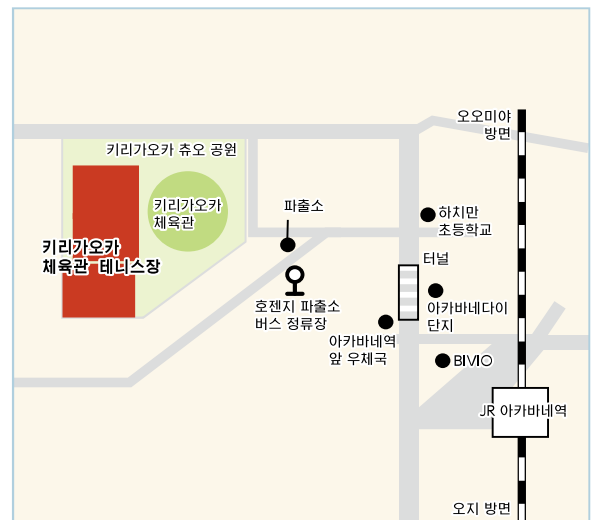 오오미야
방면
키리가오카 츄오 공원
키리가오카
체육관
파출소
하치만
초등학교
키리가오카
체육관 테니스장
터널
호젠지 파출소
버스 정류장
아카바네다이
단지
아카바네역
앞 우체국
BIVIO
JR 아카바네역
오지 방면